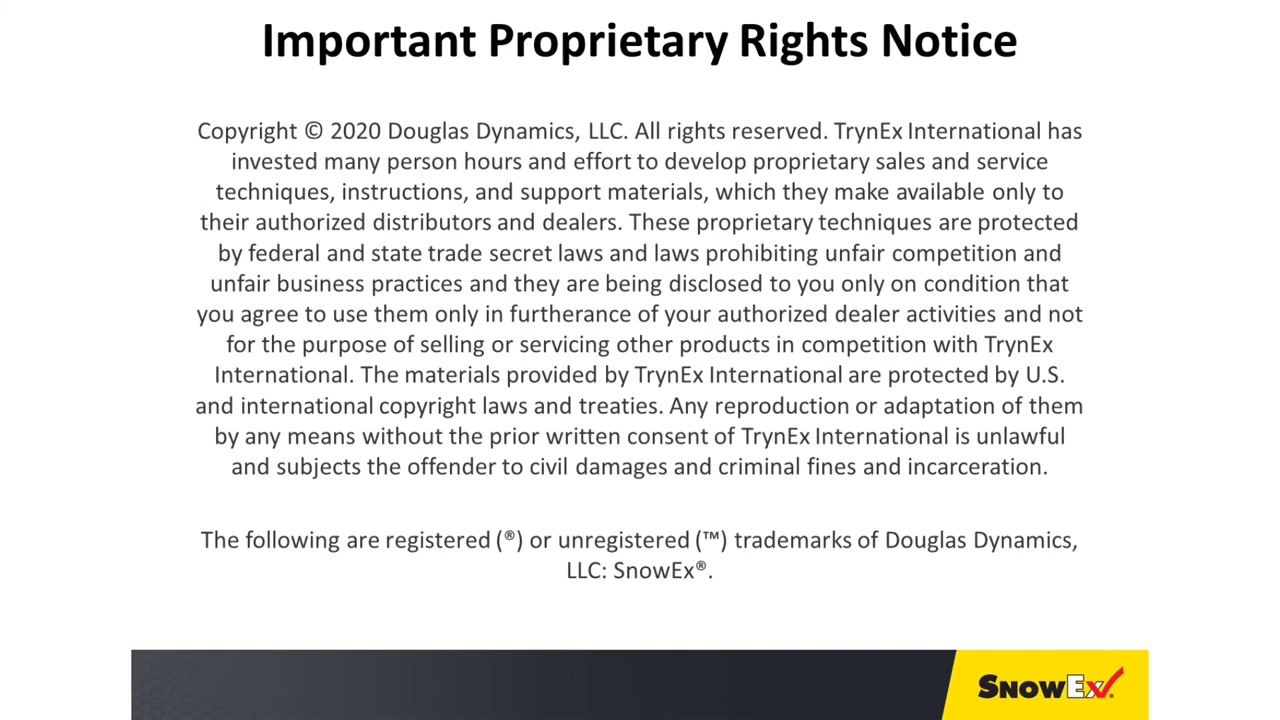 Important Proprietary Rights Notice
Copyright © 2020 Douglas Dynamics, LLC. All rights reserved. TrynEx International has
invested many person hours and effort to develop proprietary sales and service
techniques, instructions, and support materials, which they make available only to
their authorized distributors and dealers. These proprietary techniques are protected
by federal and state trade secret laws and laws prohibiting unfair competition and
unfair business practices and they are being disclosed to you only on condition that
you agree to use them only in furtherance of your authorized dealer activities and not
for the purpose of selling or servicing other products in competition with TrynEx
International. The materials provided by TrynEx International are protected by U.S.
and international copyright laws and treaties. Any reproduction or adaptation of them
by any means without the prior written consent of TrynEx International is unlawful
and subjects the offender to civil damages and criminal fines and incarceration.
The following are registered (®) or unregistered (™) trademarks of Douglas Dynamics,
LLC: SnowEx®.
SNOWEx®